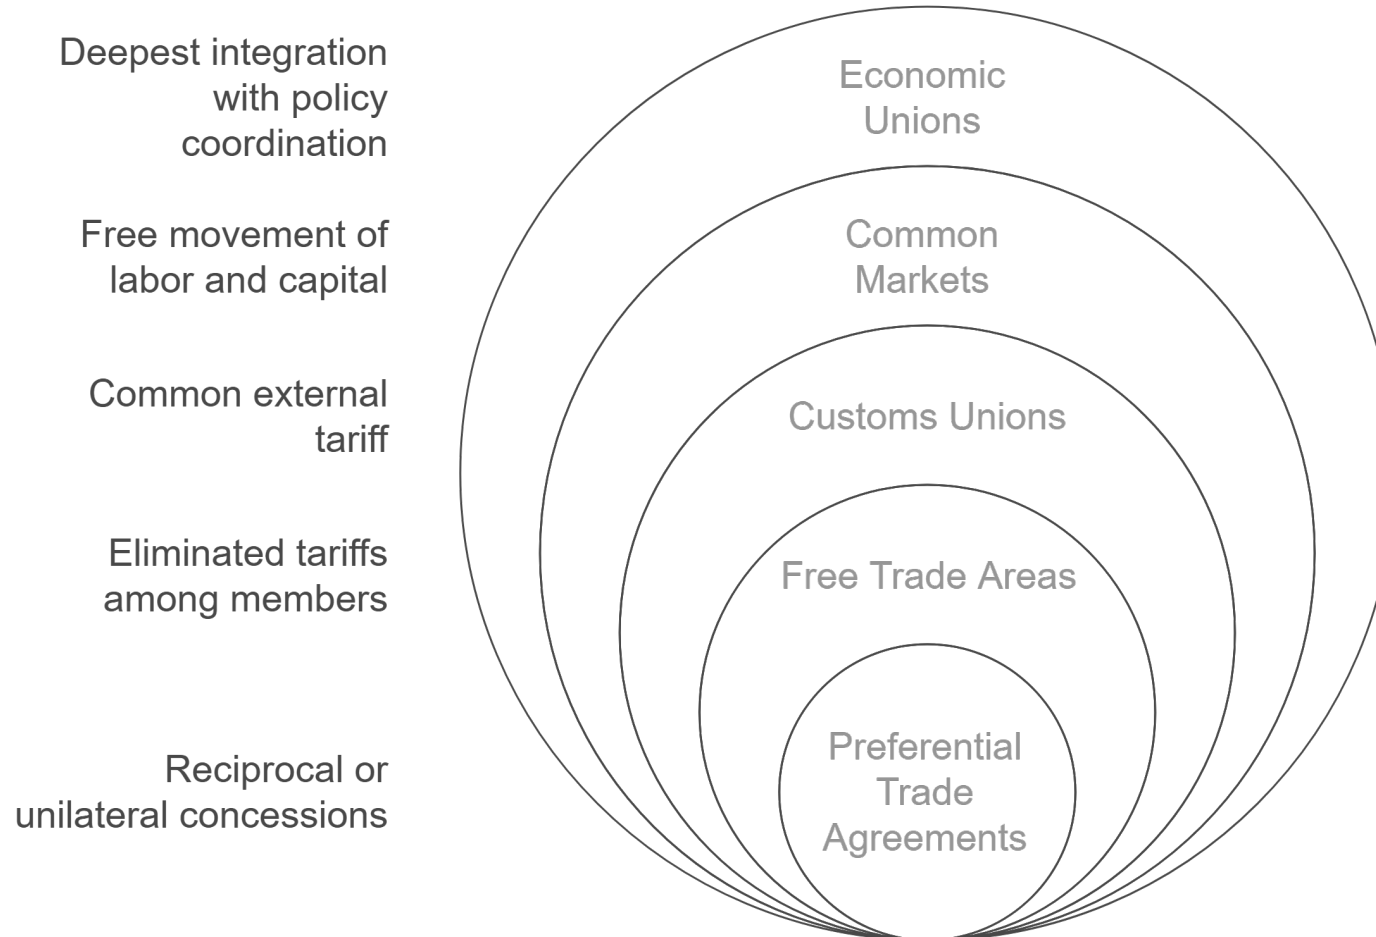 Deepest integration
with policy
coordination
Economic
Unions
Free movement of
labor and capital
Common
Markets
Common external
tariff
Customs Unions
Eliminated tariffs
among members
Free Trade Areas
Reciprocal or
unilateral concessions
Preferential
Trade
Agreements